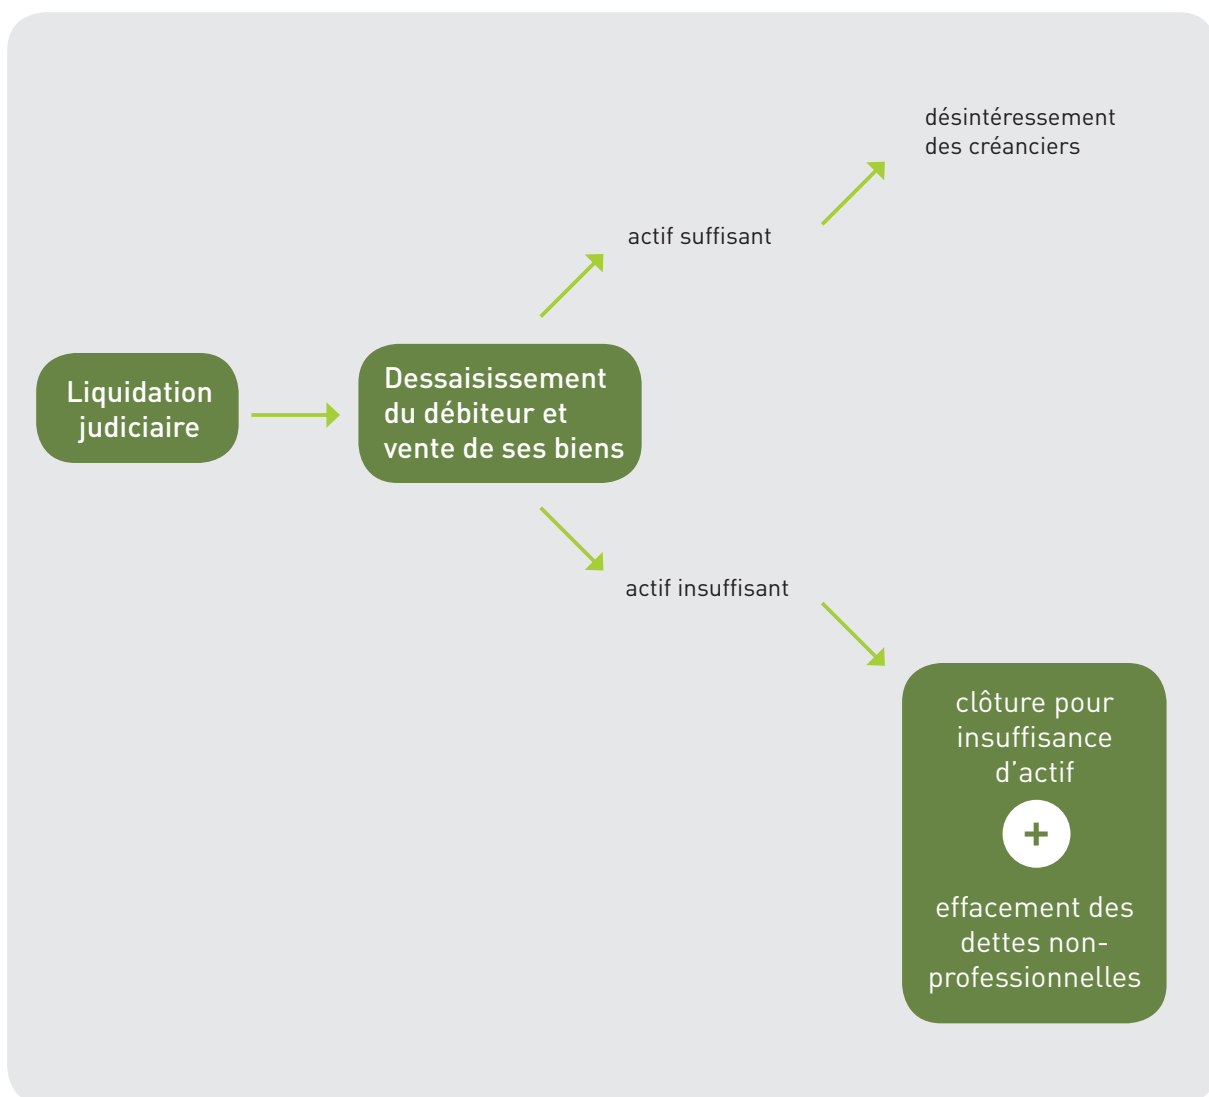 Liquidation
judiciaire
Dessaisissement
du débiteur et
vente de ses biens
actif suffisant
désintéressement
des créanciers
actif insuffisant
clôture pour
insuffisance
d’actif
+
effacement des
dettes non-
professionnelles